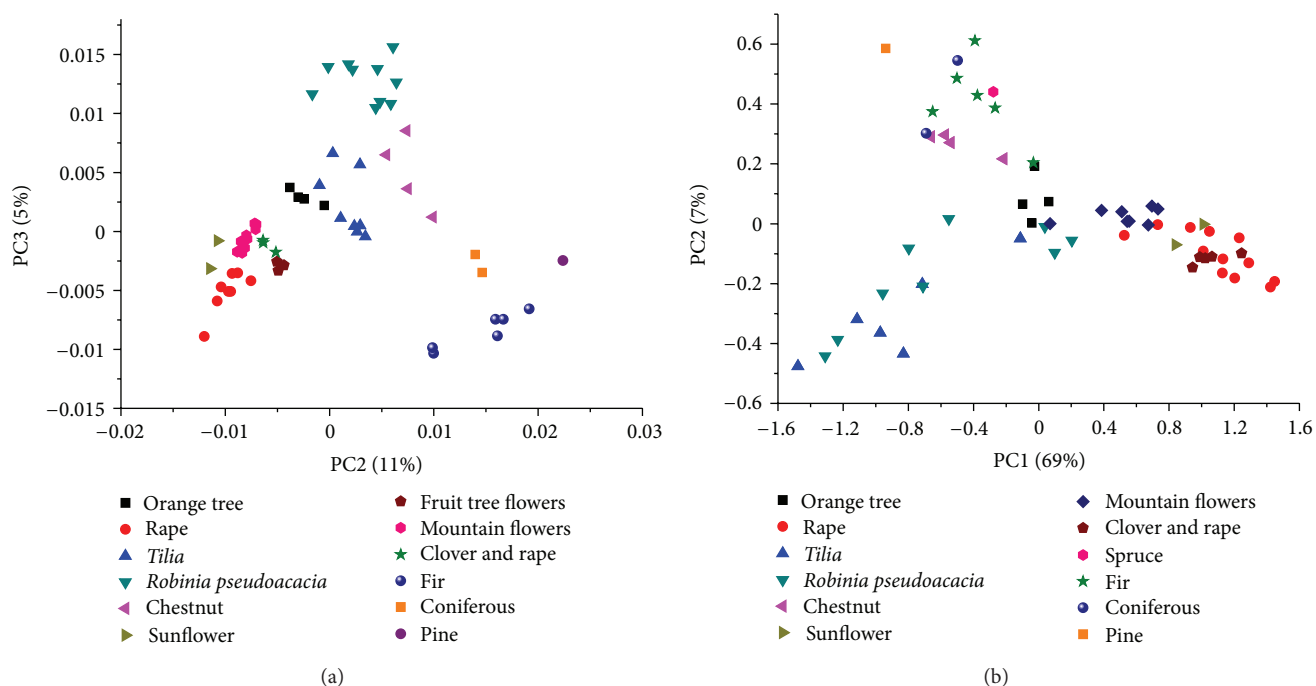 0.015
0.01
0.005
0
−0.005
−0.01
−0.015
PC3 (5%)
−0.02 −0.01 0 0.01 0.02 0.03
PC2 (11%)
Orange tree
Rape
Tilia
Robinia pseudoacacia
Chestnut
Sunflower
Fruit tree flowers
Mountain flowers
Clover and rape
Fir
Coniferous
Pine
(a)
0.6
0.4
0.2
0
−0.2
−0.4
−0.6
PC2 (7%)
−1.6 −1.2 −0.8 −0.4 0 0.4 0.8 1.2 1.6
PC1 (69%)
Orange tree
Rape
Tilia
Robinia pseudoacacia
Chestnut
Sunflower
Mountain flowers
Clover and rape
Spruce
Fir
Coniferous
Pine
(b)